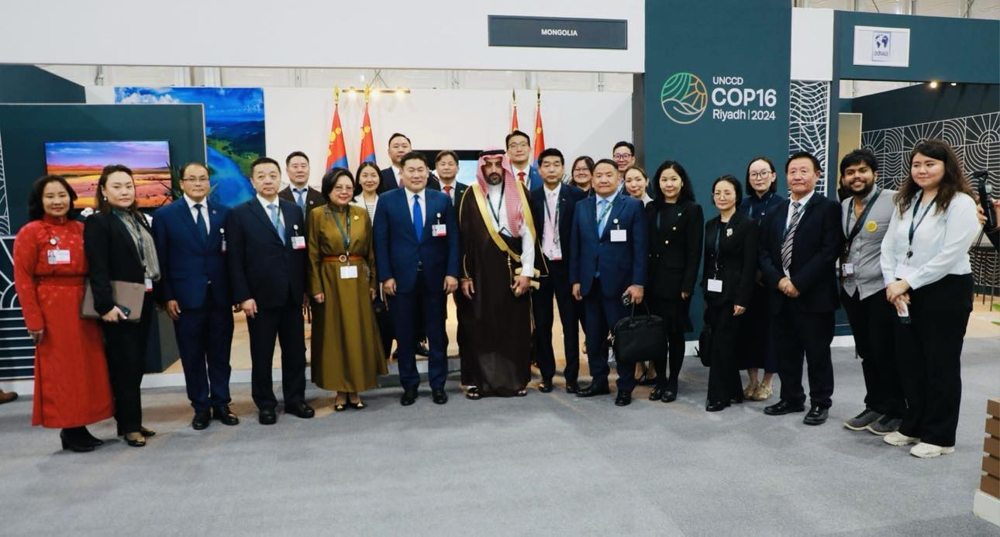 MONGOLIA
UNCCD
COP16
Riyadh | 2024